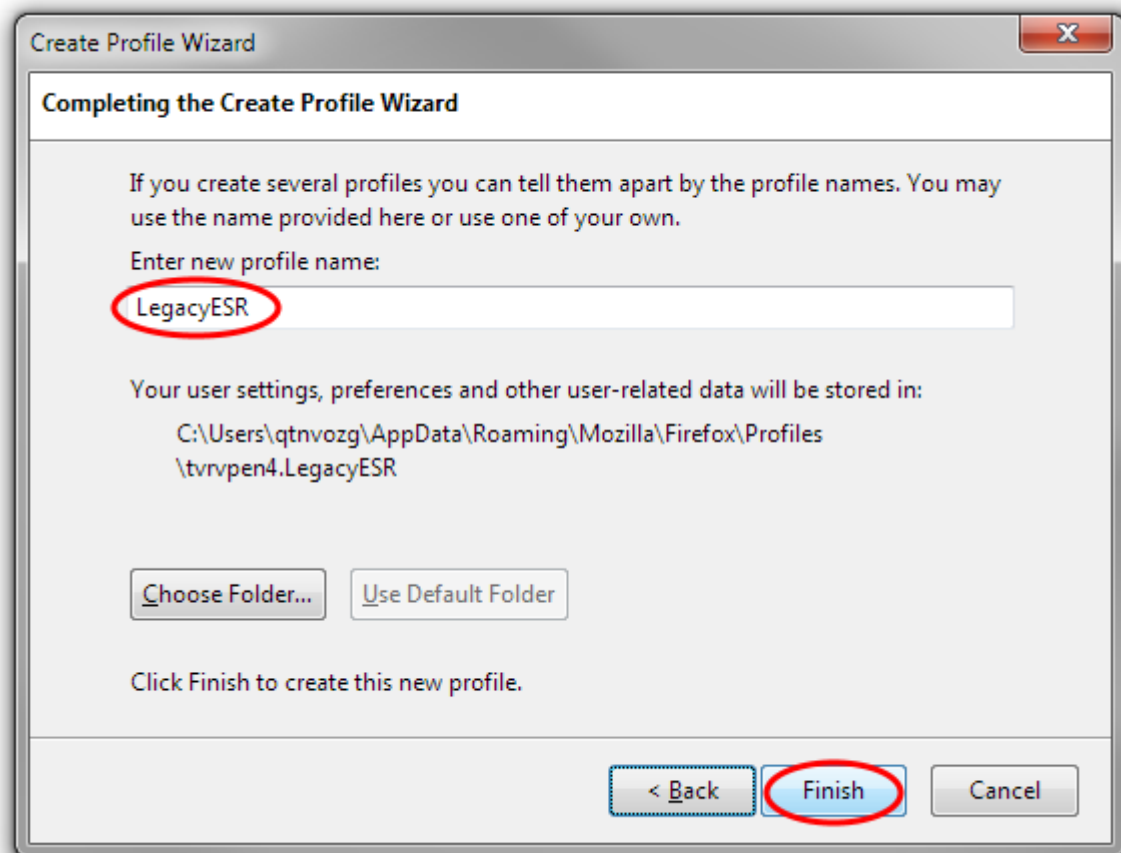 Create Profile Wizard
Completing the Create Profile Wizard
If you create several profiles you can tell them apart by the profile names. You may
use the name provided here or use one of your own.
Enter new profile name:
LegacyESR
Your user settings, preferences and other user-related data will be stored in:
C:\Users\qtnvozg\AppData\Roaming\Mozilla\Firefox\Profiles
\tvrvpen4.LegacyESR
Choose Folder... Use Default Folder
Click Finish to create this new profile.
< Back Finish Cancel